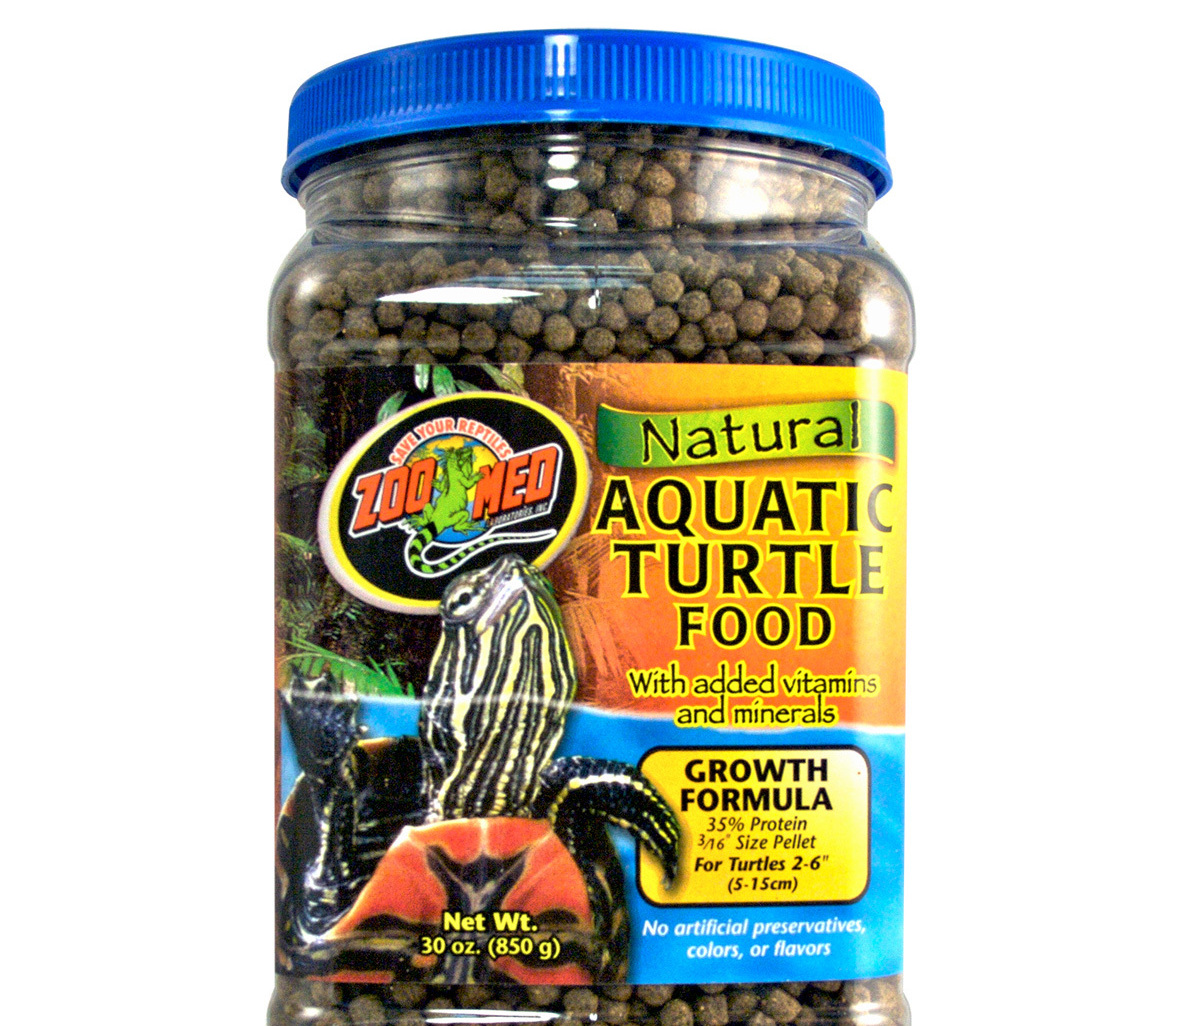 SAVE YOUR REPTILES
ZOO MED
LABORATORIES, INC
Natural
AQUATIC
TURTLE
FOOD
With added vitamins
and minerals
GROWTH
FORMULA
35% Protein
3/16" Size Pellet
For Turtles 2-6"
(5-15cm)
Net Wt.
30 oz. (850 g)
No artificial preservatives,
colors, or flavors